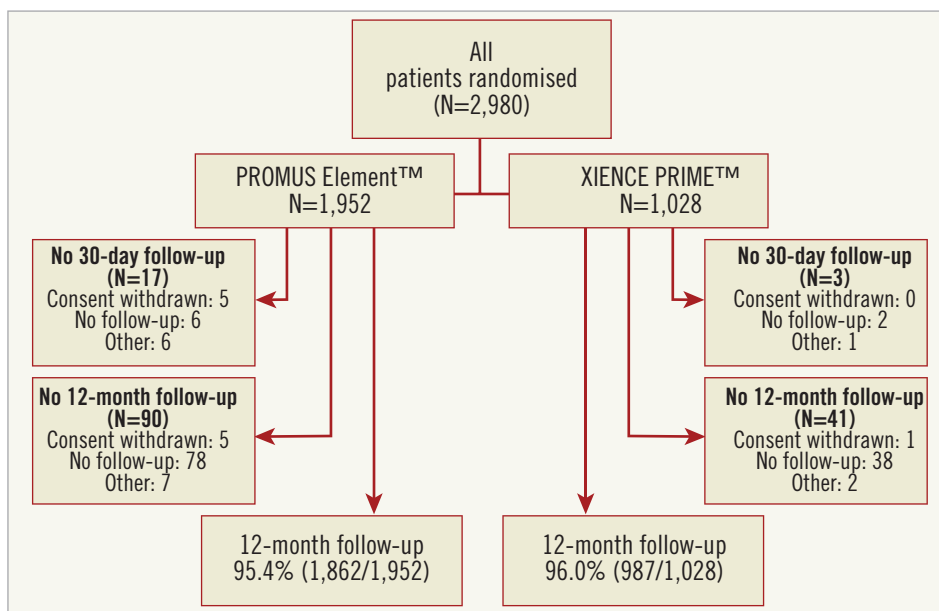 All
patients randomised
(N=2,980)
PROMUS Element™
N=1,952
XIENCE PRIME™
N=1,028
No 30-day follow-up
(N=17)
Consent withdrawn: 5
No follow-up: 6
Other: 6
No 30-day follow-up
(N=3)
Consent withdrawn: 0
No follow-up: 2
Other: 1
No 12-month follow-up
(N=90)
Consent withdrawn: 5
No follow-up: 78
Other: 7
No 12-month follow-up
(N=41)
Consent withdrawn: 1
No follow-up: 38
Other: 2
12-month follow-up
95.4% (1,862/1,952)
12-month follow-up
96.0% (987/1,028)